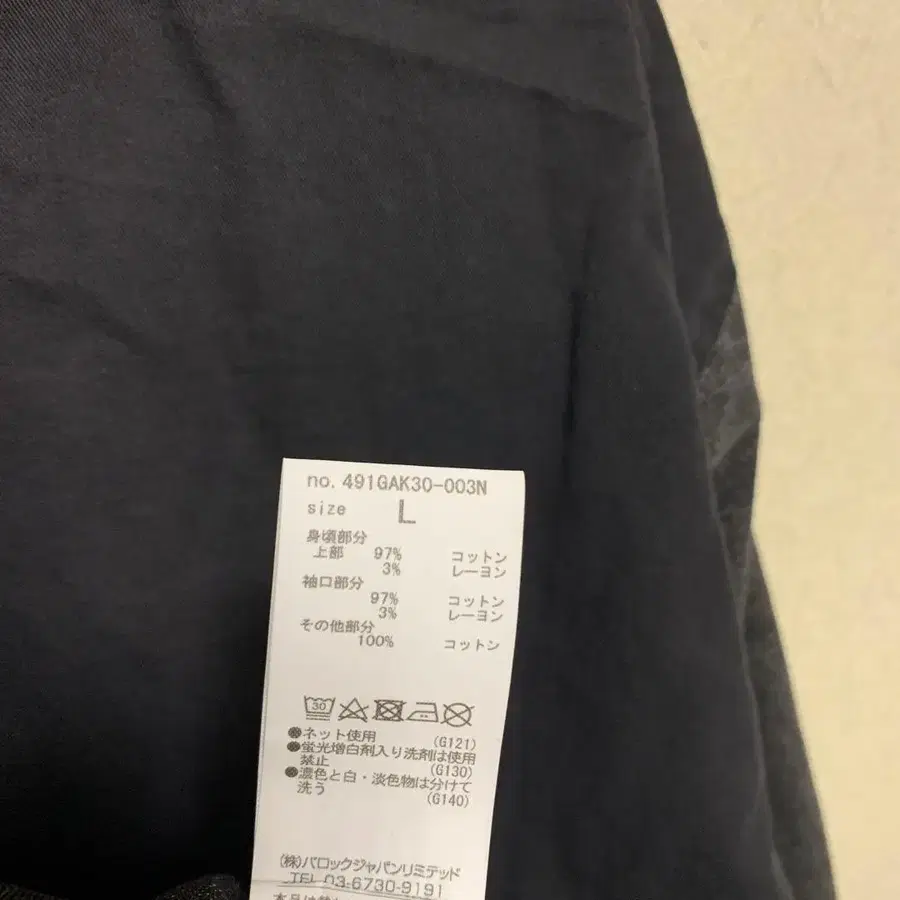 no. 491GAK30-003N
size L
身頃部分
上部 97% コットン
3% レーヨン
袖口部分
97% コットン
3% レーヨン
その他部分
100% コットン
30
●ネット使用 (G121)
●蛍光増白剤入り洗剤は使用
禁止 (G130)
●濃色と白・淡色物は分けて
洗う (G140)
(株)バロックジャパンリミテッド
TEL 03-6730-9191
本品は